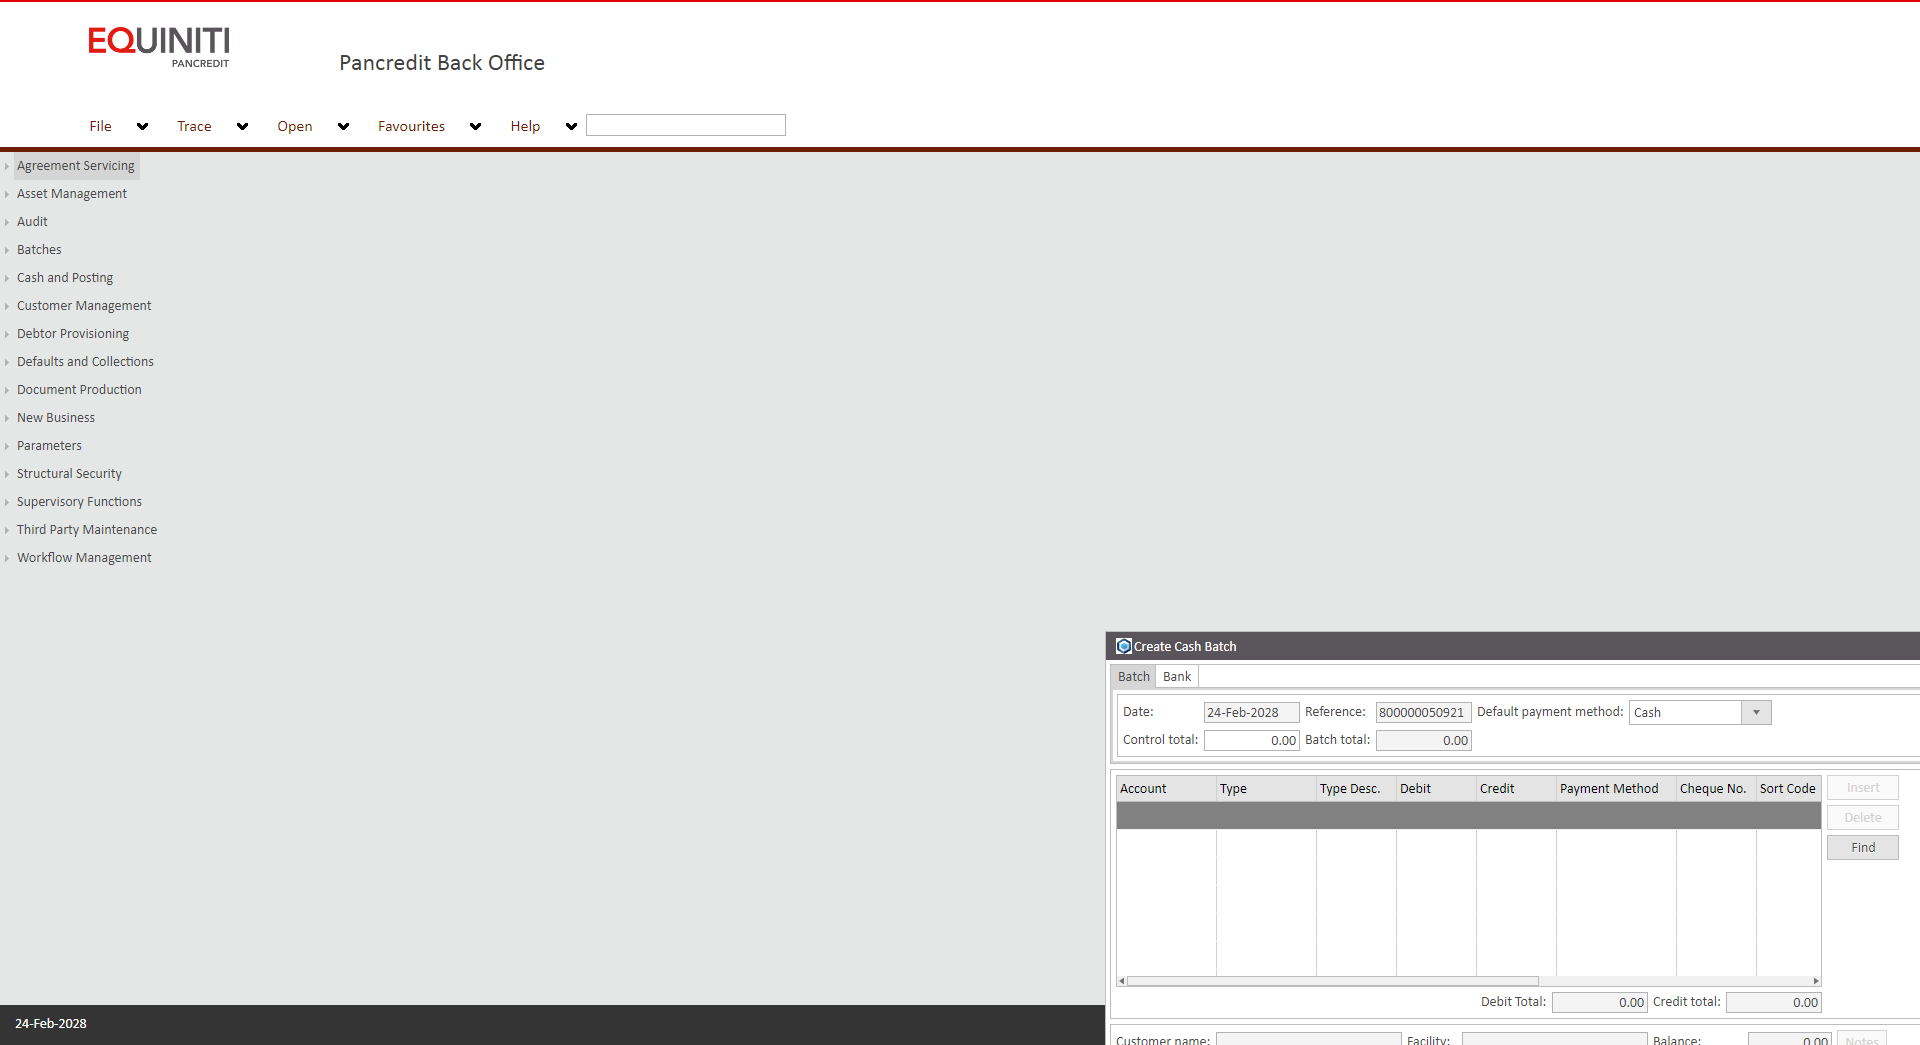 EQUINITI
PANCREDIT
Pancredit Back Office
File Trace Open Favourites Help
Agreement Servicing
Asset Management
Audit
Batches
Cash and Posting
Customer Management
Debtor Provisioning
Defaults and Collections
Document Production
New Business
Parameters
Structural Security
Supervisory Functions
Third Party Maintenance
Workflow Management
Create Cash Batch
Batch Bank
Date: 24-Feb-2028 Reference: 800000050921 Default payment method: Cash
Control total: 0.00 Batch total: 0.00
Account Type Type Desc. Debit Credit Payment Method Cheque No. Sort Code
Insert
Delete
Find
Debit Total: 0.00 Credit total: 0.00
Customer name: Facility: Balance: 0.00 Notes
24-Feb-2028